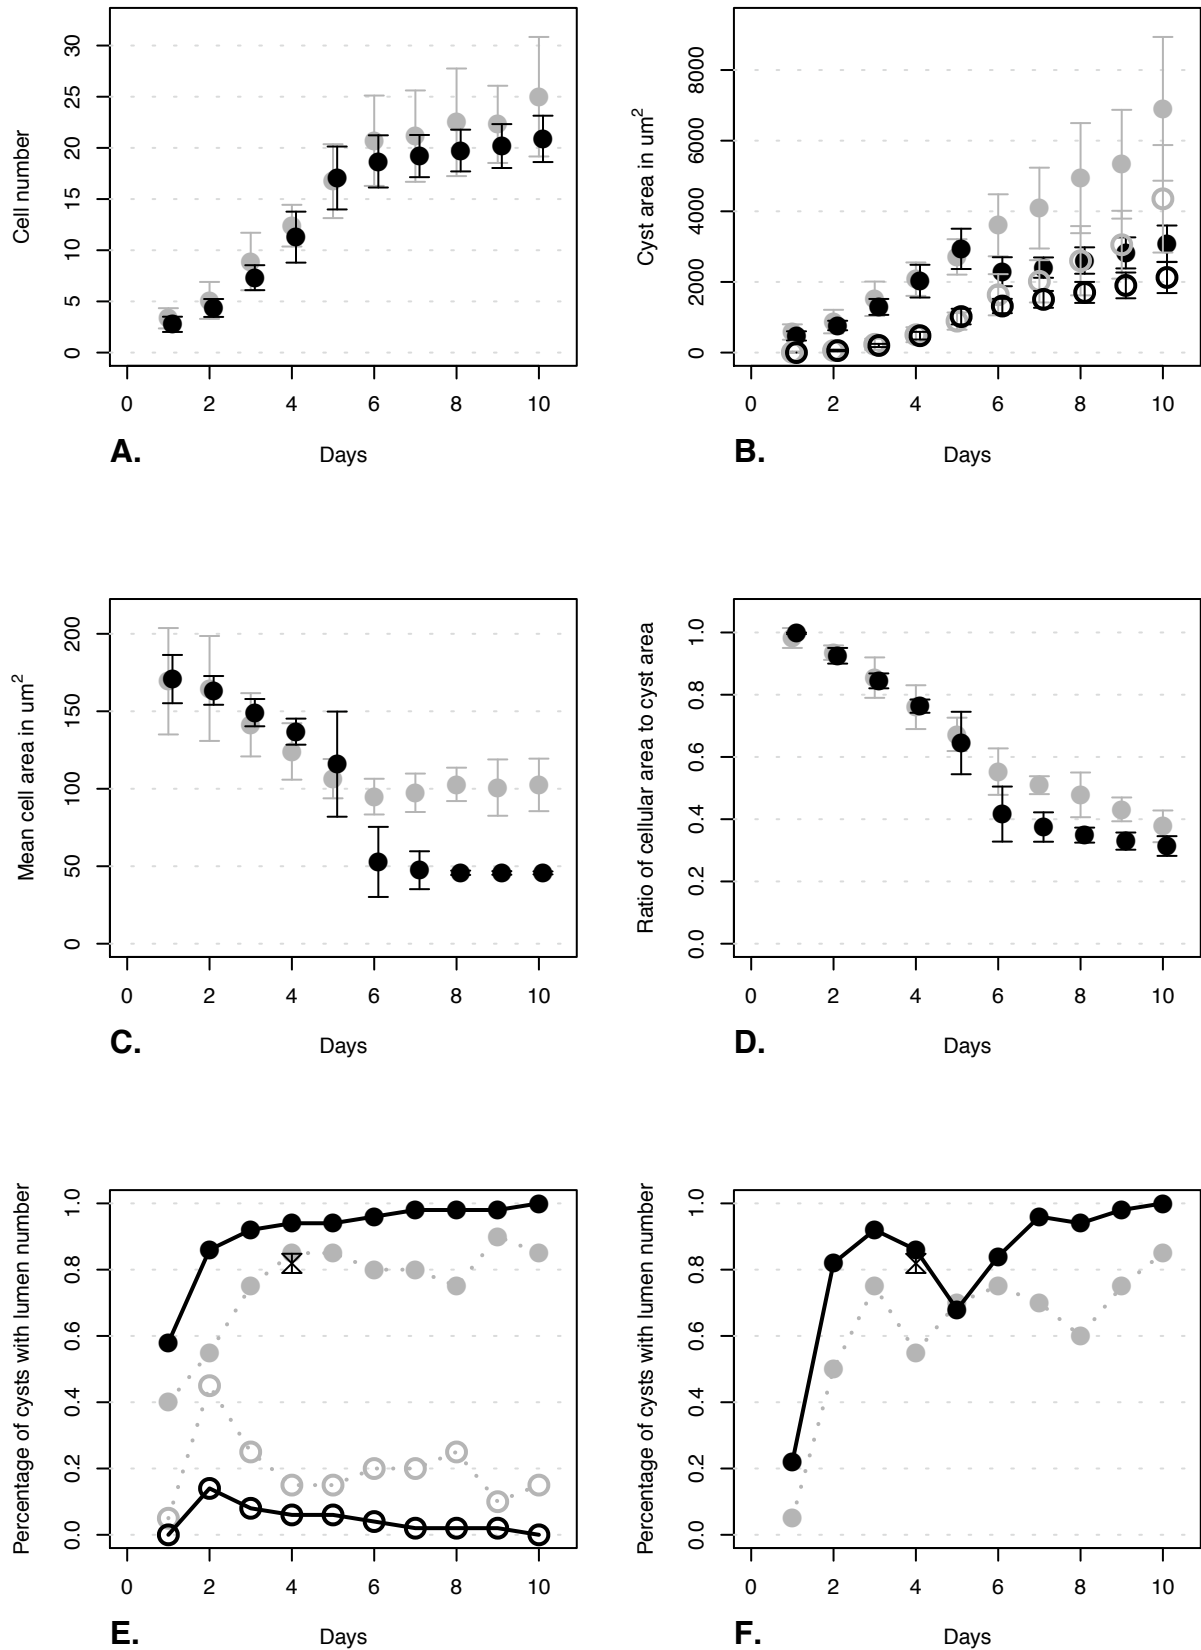 Cell number
30
25
20
15
10
5
0
0 2 4 6 8 10
A. Days
Cyst area in um²
8000
6000
4000
2000
0
0 2 4 6 8 10
B. Days
Mean cell area in um²
200
150
100
50
0
0 2 4 6 8 10
C. Days
Ratio of cellular area to cyst area
1.0
0.8
0.6
0.4
0.2
0.0
0 2 4 6 8 10
D. Days
Percentage of cysts with lumen number
1.0
0.8
0.6
0.4
0.2
0.0
0 2 4 6 8 10
E. Days
Percentage of cysts with lumen number
1.0
0.8
0.6
0.4
0.2
0.0
0 2 4 6 8 10
F. Days